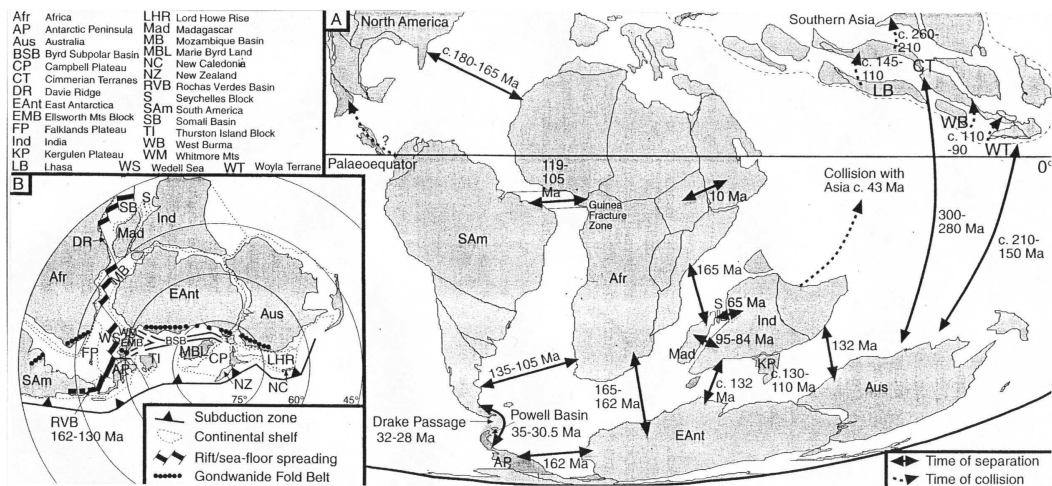 Afr Africa
AP Antarctic Peninsula
Aus Australia
BSB Byrd Subpolar Basin
CP Campbell Plateau
CT Cimmerian Terranes
DR Davie Ridge
EAnt East Antarctica
EMB Ellsworth Mts Block
FP Falklands Plateau
Ind India
KP Kergulen Plateau
LB Lhasa
WS Wedell Sea
WT Woyla Terrane
LHR Lord Howe Rise
Mad Madagascar
MB Mozambique Basin
MBL Marie Byrd Land
NC New Caledonia
NZ New Zealand
RVB Rochas Verdes Basin
S Seychelles Block
SAm South America
SB Somali Basin
TI Thurston Island Block
WB West Burma
WM Whitmore Mts
A
North America
c. 180-165 Ma
?
Palaeoequator
0°
Southern Asia
c. 260-
210
c. 145-
110
CT
LB
WB
c. 110
-90
WT
119-
105
Ma
Guinea
Fracture
Zone
10 Ma
Collision with
Asia c. 43 Ma
300-
280 Ma
c. 210-
150 Ma
SAm
Afr
165 Ma
S
65 Ma
Ind
95-84 Ma
Mad
KP
c.130-
110 Ma
132 Ma
c. 132
Ma
Aus
135-105 Ma
165-
162 Ma
Drake Passage
32-28 Ma
Powell Basin
35-30.5 Ma
EAnt
AP
162 Ma
Time of separation
Time of collision
B
SB
S
Ind
Mad
DR
Afr
MB
EAnt
Aus
WS
WM
EMB
BSB
FP
TI
MBL
CP
LHR
AP
SAm
NZ
NC
75°
60°
45°
RVB
162-130 Ma
Subduction zone
Continental shelf
Rift/sea-floor spreading
Gondwanide Fold Belt